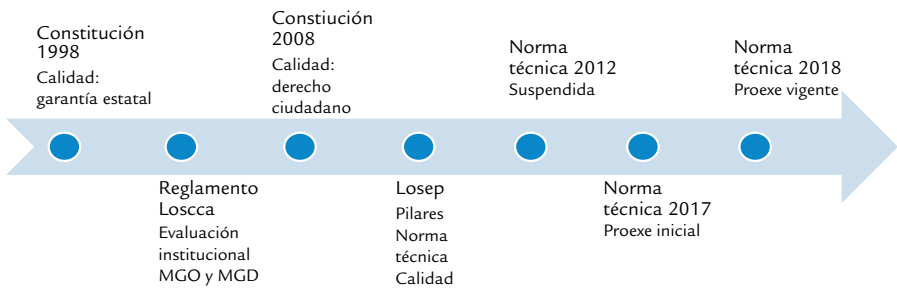 Constitución
1998
Calidad:
garantía estatal
Reglamento
Loscca
Evaluación
institucional
MGO y MGD
Constiución
2008
Calidad:
derecho
ciudadano
Losep
Pilares
Norma
técnica
Calidad
Norma
técnica 2012
Suspendida
Norma
técnica 2017
Proexe inicial
Norma
técnica 2018
Proexe vigente